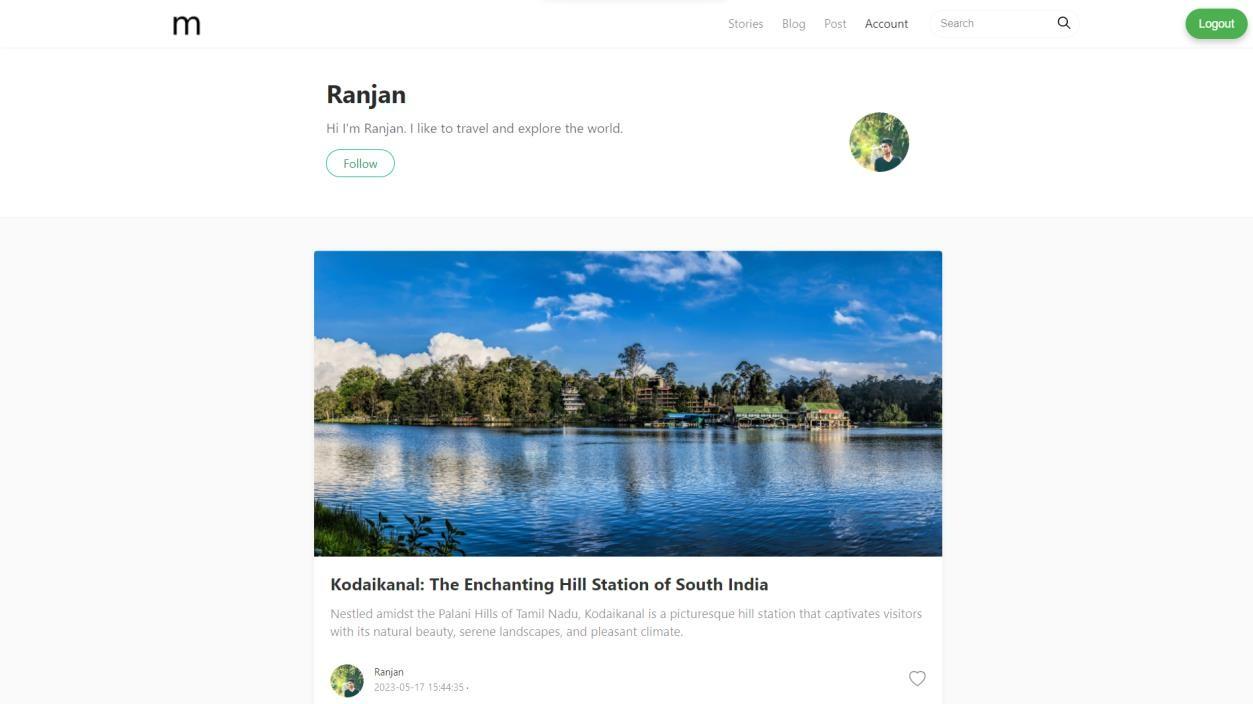 m
Stories Blog Post Account Search Logout
Ranjan
Hi I'm Ranjan. I like to travel and explore the world.
Follow
Kodaikanal: The Enchanting Hill Station of South India
Nestled amidst the Palani Hills of Tamil Nadu, Kodaikanal is a picturesque hill station that captivates visitors
with its natural beauty, serene landscapes, and pleasant climate.
Ranjan
2023-05-17 15:44:35 ·